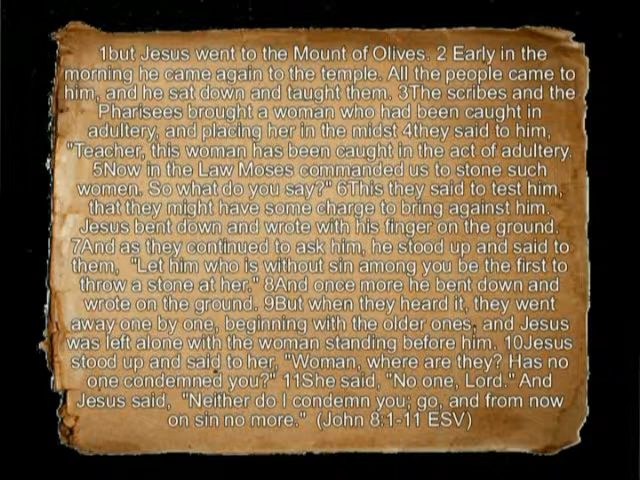 1but Jesus went to the Mount of Olives. 2 Early in the
morning he came again to the temple. All the people came to
him, and he sat down and taught them. 3The scribes and the
Pharisees brought a woman who had been caught in
adultery, and placing her in the midst 4they said to him,
"Teacher, this woman has been caught in the act of adultery.
5Now in the Law Moses commanded us to stone such
women. So what do you say?" 6This they said to test him,
that they might have some charge to bring against him.
Jesus bent down and wrote with his finger on the ground.
7And as they continued to ask him, he stood up and said to
them,  "Let him who is without sin among you be the first to
throw a stone at her." 8And once more he bent down and
wrote on the ground. 9But when they heard it, they went
away one by one, beginning with the older ones, and Jesus
was left alone with the woman standing before him. 10Jesus
stood up and said to her, "Woman, where are they? Has no
one condemned you?" 11She said, "No one, Lord." And
Jesus said,  "Neither do I condemn you; go, and from now
on sin no more."  (John 8:1-11 ESV)